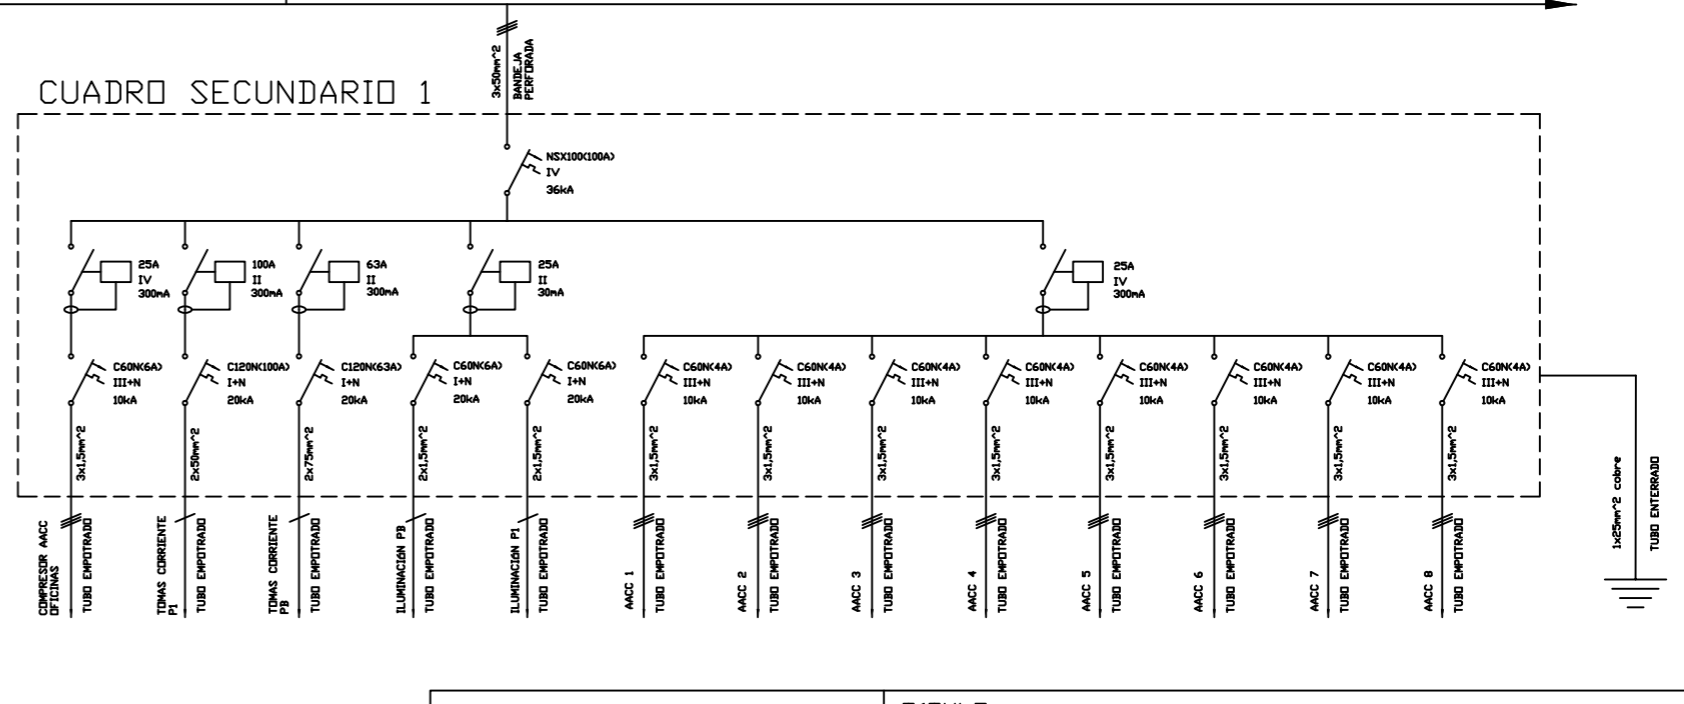 3x50mm^2
BANDEJA
PERFORADA
CUADRO SECUNDARIO 1
NSX100(100A)
IV
36kA
25A
IV
300mA
100A
II
300mA
63A
II
300mA
25A
II
30mA
25A
IV
300mA
C60N(6A)
III+N
10kA
C120N(100A)
I+N
20kA
C120N(63A)
I+N
20kA
C60N(6A)
I+N
20kA
C60N(6A)
I+N
20kA
C60N(4A)
III+N
10kA
C60N(4A)
III+N
10kA
C60N(4A)
III+N
10kA
C60N(4A)
III+N
10kA
C60N(4A)
III+N
10kA
C60N(4A)
III+N
10kA
C60N(4A)
III+N
10kA
C60N(4A)
III+N
10kA
3x1,5mm^2
2x50mm^2
2x75mm^2
2x1,5mm^2
2x1,5mm^2
3x1,5mm^2
3x1,5mm^2
3x1,5mm^2
3x1,5mm^2
3x1,5mm^2
3x1,5mm^2
3x1,5mm^2
3x1,5mm^2
1x25mm^2 cobre
TUBO ENTERRADO
COMPRESOR AACC
OFICINAS
TUBO EMPOTRADO
TOMAS CORRIENTE
P1
TUBO EMPOTRADO
TOMAS CORRIENTE
PB
TUBO EMPOTRADO
ILUMINACIÓN PB
TUBO EMPOTRADO
ILUMINACIÓN P1
TUBO EMPOTRADO
AACC 1
TUBO EMPOTRADO
AACC 2
TUBO EMPOTRADO
AACC 3
TUBO EMPOTRADO
AACC 4
TUBO EMPOTRADO
AACC 5
TUBO EMPOTRADO
AACC 6
TUBO EMPOTRADO
AACC 7
TUBO EMPOTRADO
AACC 8
TUBO EMPOTRADO